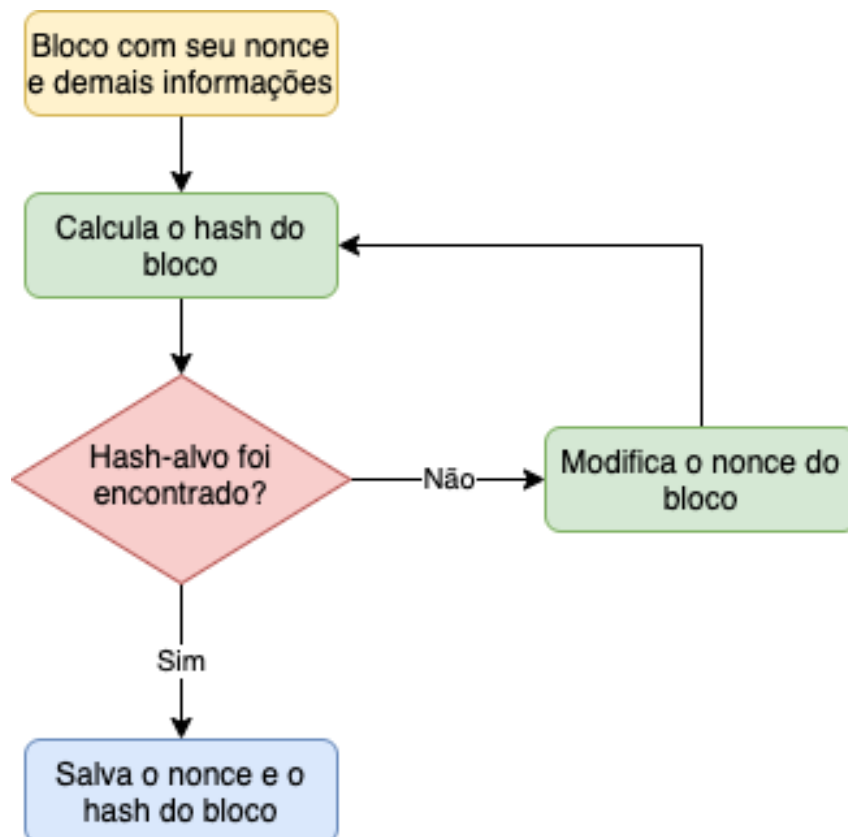 Bloco com seu nonce
e demais informações
Calcula o hash do
bloco
Hash-alvo foi
encontrado?
Não
Modifica o nonce do
bloco
Sim
Salva o nonce e o
hash do bloco